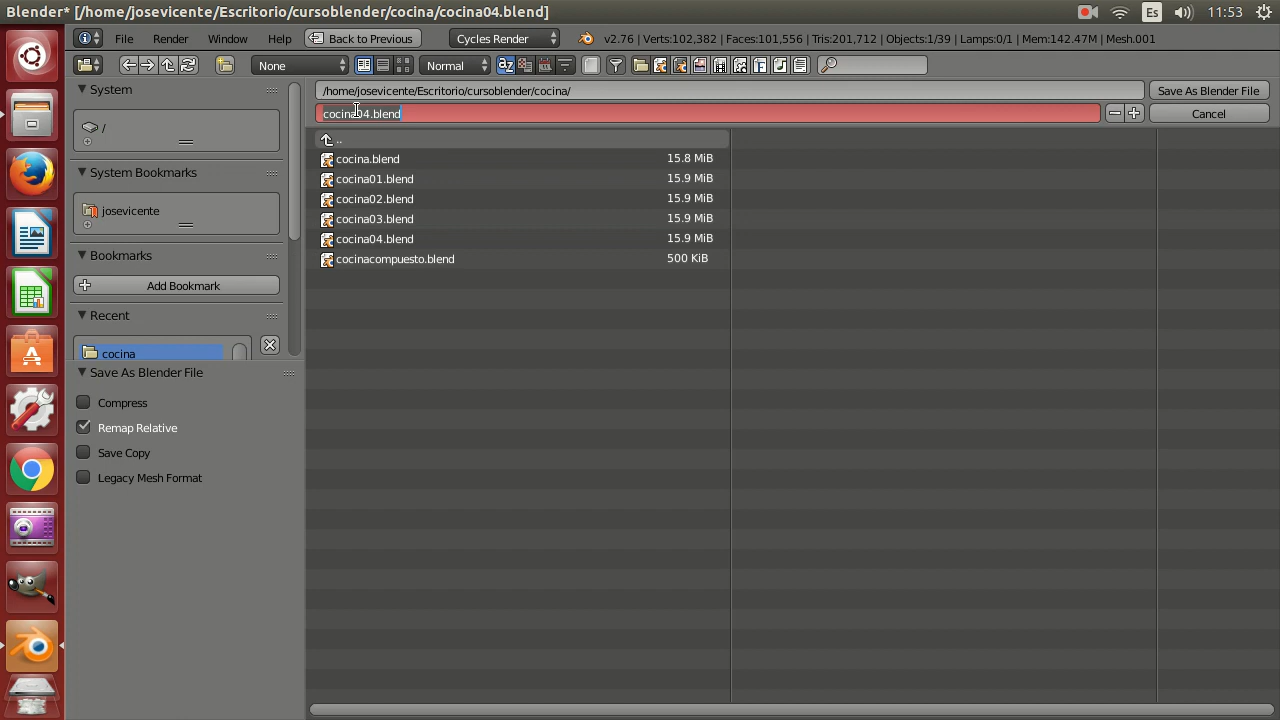 Blender* [/home/josevicente/Escritorio/cursoblender/cocina/cocina04.blend]
Es 11:53
File Render Window Help Back to Previous Cycles Render v2.76 | Verts:102,382 | Faces:101,556 | Tris:201,712 | Objects:1/39 | Lamps:0/1 | Mem:142.47M | Mesh.001
None Normal
System
/home/josevicente/Escritorio/cursoblender/cocina/ Save As Blender File
cocina04.blend Cancel
/
..
cocina.blend 15.8 MiB
cocina01.blend 15.9 MiB
cocina02.blend 15.9 MiB
cocina03.blend 15.9 MiB
cocina04.blend 15.9 MiB
cocinacompuesto.blend 500 KiB
System Bookmarks
josevicente
Bookmarks
Add Bookmark
Recent
cocina
Save As Blender File
Compress
Remap Relative
Save Copy
Legacy Mesh Format